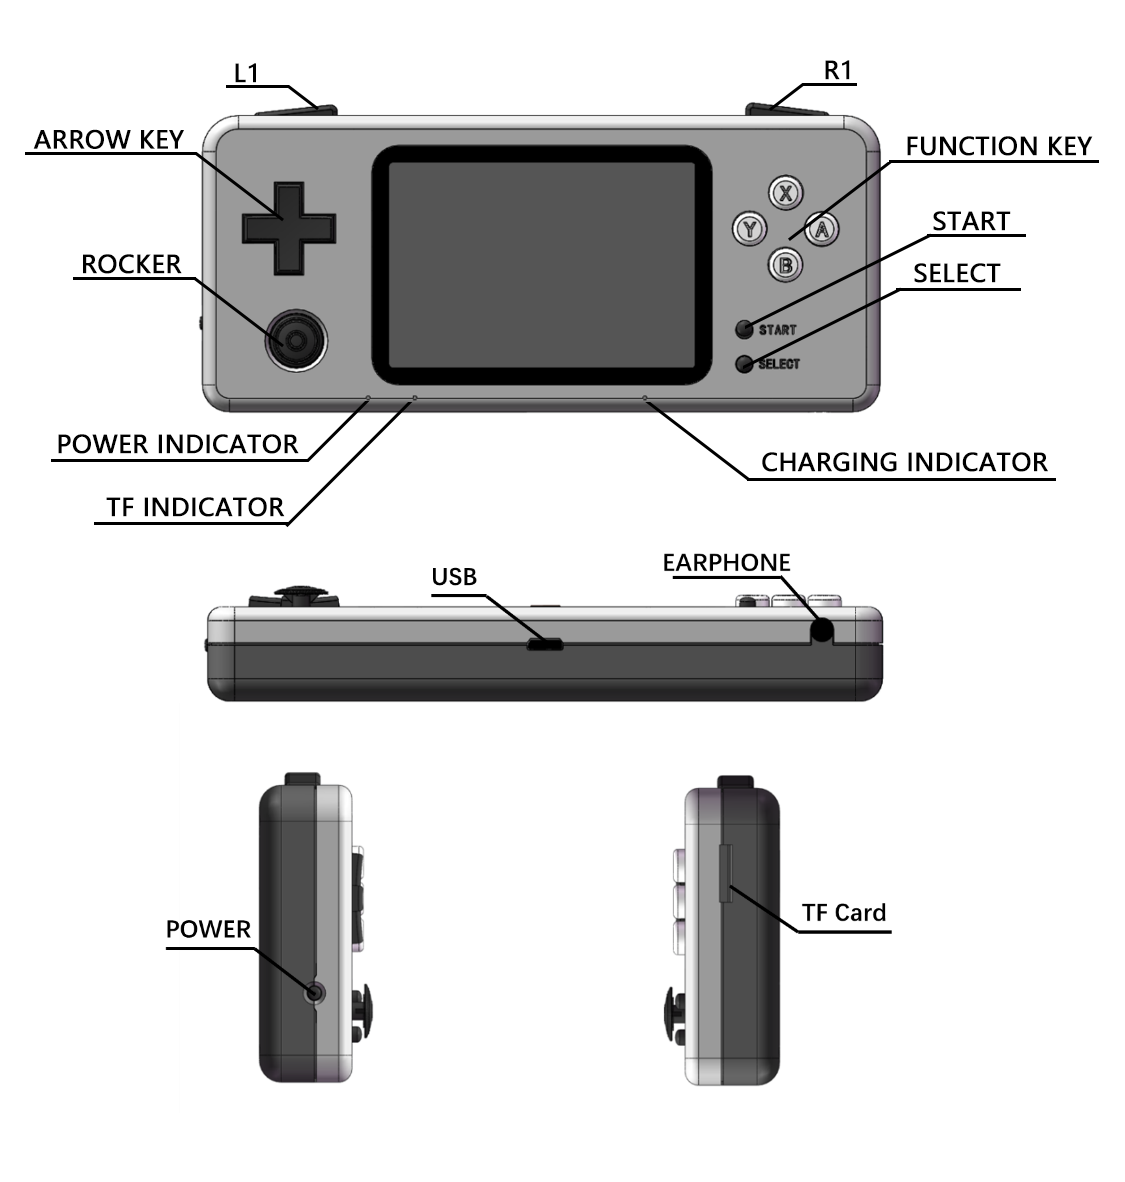 L1
R1
ARROW KEY
FUNCTION KEY
X
Y
A
B
START
ROCKER
SELECT
START
SELECT
POWER INDICATOR
CHARGING INDICATOR
TF INDICATOR
USB
EARPHONE
POWER
TF Card